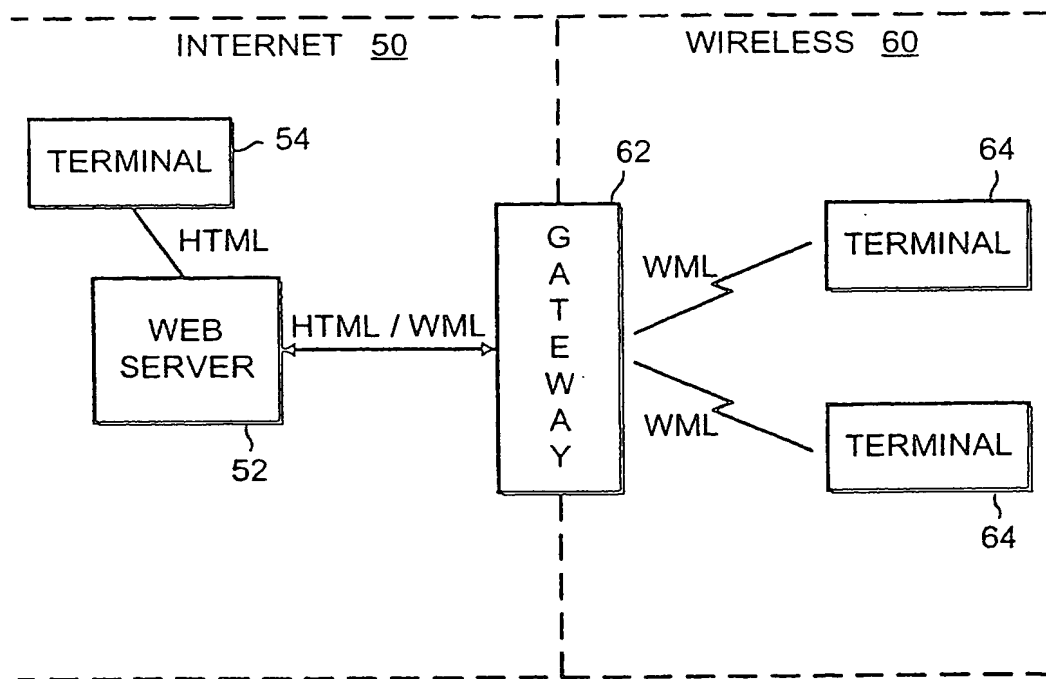 INTERNET 50
WIRELESS 60
TERMINAL
54
HTML
WEB
SERVER
52
HTML / WML
62
GATEWAY
WML
64
TERMINAL
WML
TERMINAL
64